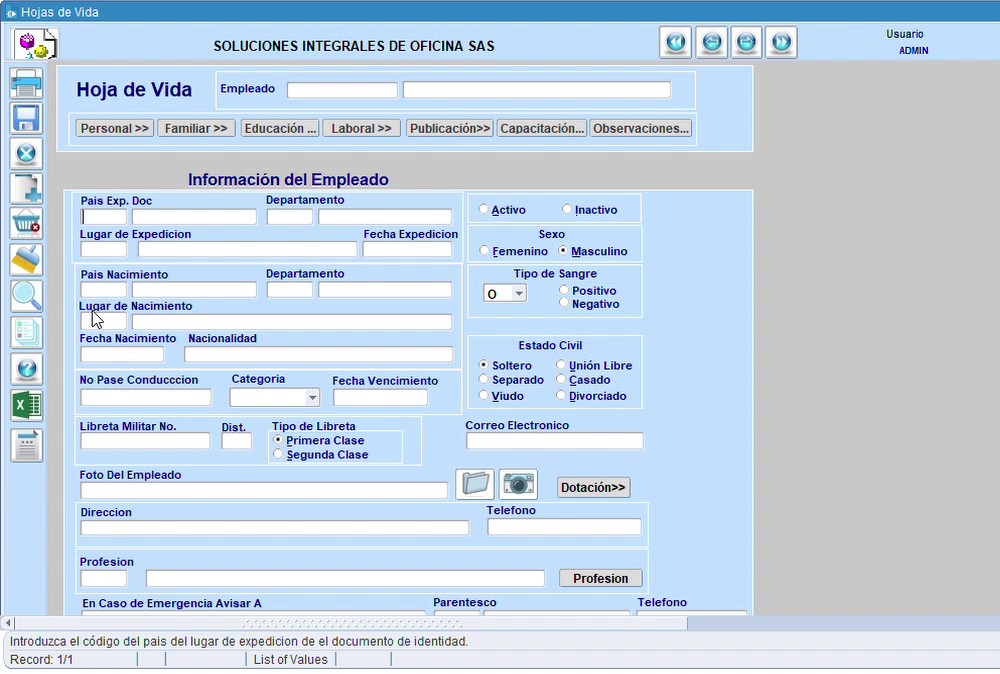 Hojas de Vida
SOLUCIONES INTEGRALES DE OFICINA SAS
Usuario
ADMIN
Hoja de Vida
Empleado
Personal >> Familiar >> Educación ... Laboral >> Publicación>> Capacitación... Observaciones...
Información del Empleado
Pais Exp. Doc Departamento
Activo Inactivo
Lugar de Expedicion Fecha Expedicion
Sexo
Femenino Masculino
Pais Nacimiento Departamento
Tipo de Sangre
O Positivo
Negativo
Lugar de Nacimiento
Fecha Nacimiento Nacionalidad
Estado Civil
Soltero Unión Libre
Separado Casado
Viudo Divorciado
No Pase Conducccion Categoria Fecha Vencimiento
Libreta Militar No. Dist. Tipo de Libreta
Primera Clase
Segunda Clase
Correo Electronico
Foto Del Empleado
Dotación>>
Direccion Telefono
Profesion
Profesion
En Caso de Emergencia Avisar A Parentesco Telefono
Introduzca el código del pais del lugar de expedicion de el documento de identidad.
Record: 1/1 List of Values